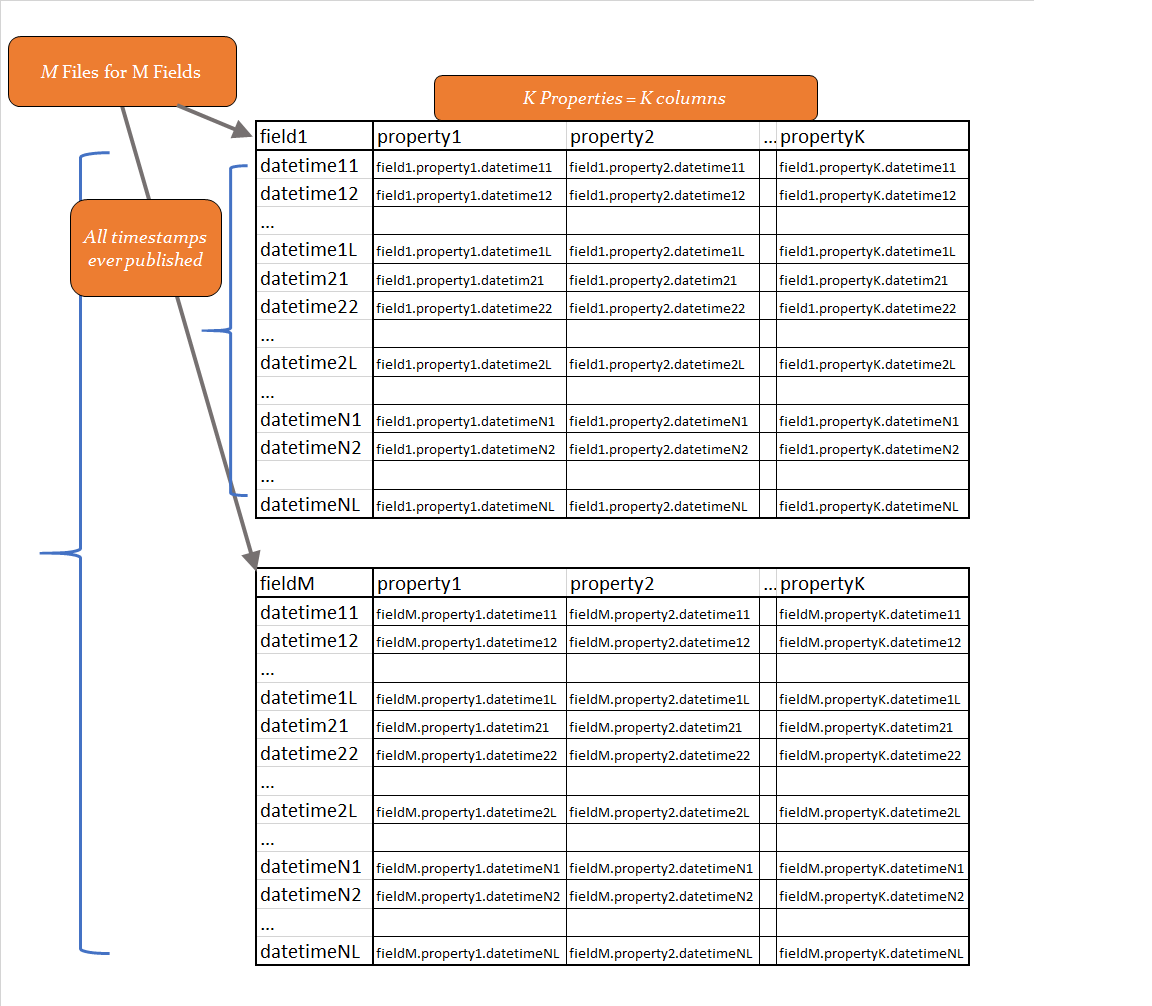 M Files for M Fields
K Properties = K columns
field1 property1 property2 ... propertyK
datetime11 field1.property1.datetime11 field1.property2.datetime11 field1.propertyK.datetime11
datetime12 field1.property1.datetime12 field1.property2.datetime12 field1.propertyK.datetime12
...
datetime1L field1.property1.datetime1L field1.property2.datetime1L field1.propertyK.datetime1L
datetim21 field1.property1.datetim21 field1.property2.datetim21 field1.propertyK.datetim21
datetime22 field1.property1.datetime22 field1.property2.datetime22 field1.propertyK.datetime22
...
datetime2L field1.property1.datetime2L field1.property2.datetime2L field1.propertyK.datetime2L
...
datetimeN1 field1.property1.datetimeN1 field1.property2.datetimeN1 field1.propertyK.datetimeN1
datetimeN2 field1.property1.datetimeN2 field1.property2.datetimeN2 field1.propertyK.datetimeN2
...
datetimeNL field1.property1.datetimeNL field1.property2.datetimeNL field1.propertyK.datetimeNL
All timestamps
ever published
fieldM property1 property2 ... propertyK
datetime11 fieldM.property1.datetime11 fieldM.property2.datetime11 fieldM.propertyK.datetime11
datetime12 fieldM.property1.datetime12 fieldM.property2.datetime12 fieldM.propertyK.datetime12
...
datetime1L fieldM.property1.datetime1L fieldM.property2.datetime1L fieldM.propertyK.datetime1L
datetim21 fieldM.property1.datetim21 fieldM.property2.datetim21 fieldM.propertyK.datetim21
datetime22 fieldM.property1.datetime22 fieldM.property2.datetime22 fieldM.propertyK.datetime22
...
datetime2L fieldM.property1.datetime2L fieldM.property2.datetime2L fieldM.propertyK.datetime2L
...
datetimeN1 fieldM.property1.datetimeN1 fieldM.property2.datetimeN1 fieldM.propertyK.datetimeN1
datetimeN2 fieldM.property1.datetimeN2 fieldM.property2.datetimeN2 fieldM.propertyK.datetimeN2
...
datetimeNL fieldM.property1.datetimeNL fieldM.property2.datetimeNL fieldM.propertyK.datetimeNL